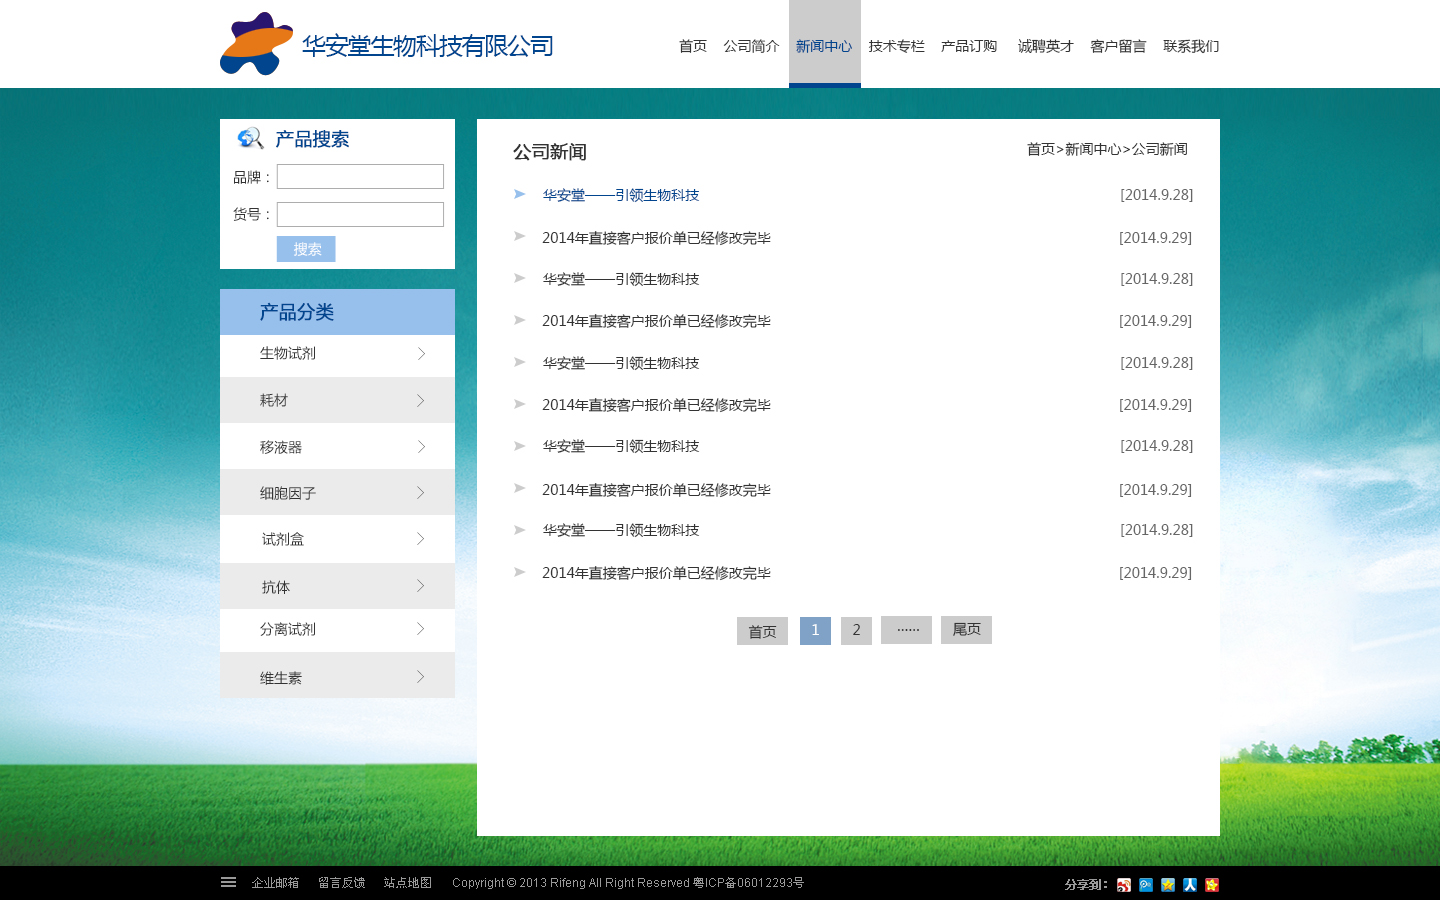 华安堂生物科技有限公司
首页 公司简介 新闻中心 技术专栏 产品订购 诚聘英才 客户留言 联系我们
产品搜索
品牌：
货号：
搜索
产品分类
生物试剂
耗材
移液器
细胞因子
试剂盒
抗体
分离试剂
维生素
公司新闻
首页>新闻中心>公司新闻
华安堂——引领生物科技 [2014.9.28]
2014年直接客户报价单已经修改完毕 [2014.9.29]
华安堂——引领生物科技 [2014.9.28]
2014年直接客户报价单已经修改完毕 [2014.9.29]
华安堂——引领生物科技 [2014.9.28]
2014年直接客户报价单已经修改完毕 [2014.9.29]
华安堂——引领生物科技 [2014.9.28]
2014年直接客户报价单已经修改完毕 [2014.9.29]
华安堂——引领生物科技 [2014.9.28]
2014年直接客户报价单已经修改完毕 [2014.9.29]
首页 1 2 ...... 尾页
企业邮箱 留言反馈 站点地图 Copyright © 2013 Rifeng All Right Reserved 粤ICP备06012293号
分享到：